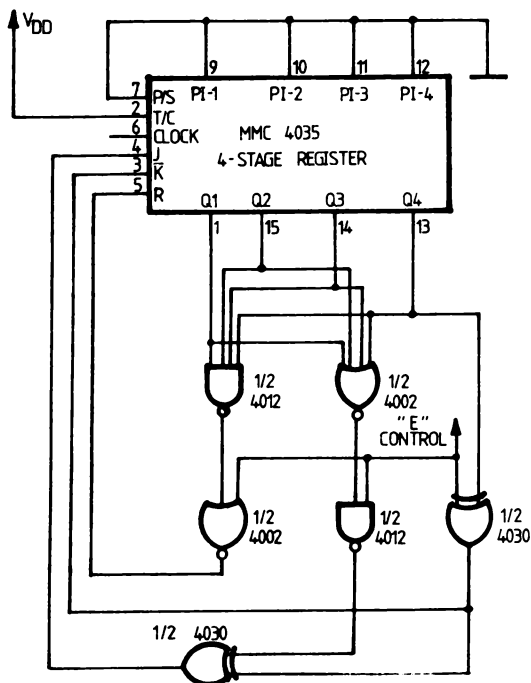 VDD
9
10
11
12
7
P/S
PI-1
PI-2
PI-3
PI-4
2
T/C
6
CLOCK
MMC 4035
4
J
4-STAGE REGISTER
3
K̅
5
R
Q1
Q2
Q3
Q4
1
15
14
13
1/2
4012
1/2
4002
"E"
CONTROL
1/2
4002
1/2
4012
1/2
4030
1/2 4030